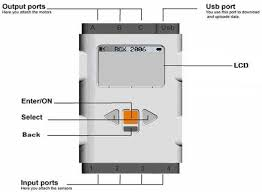 Output ports
Here you attach the motors
Usb port
You use this port to download and upload data.
A B C Usb
RCX 2006
LCD
Enter/ON
Select
Back
1 2 3 4
Input ports
Here you attach the sensors